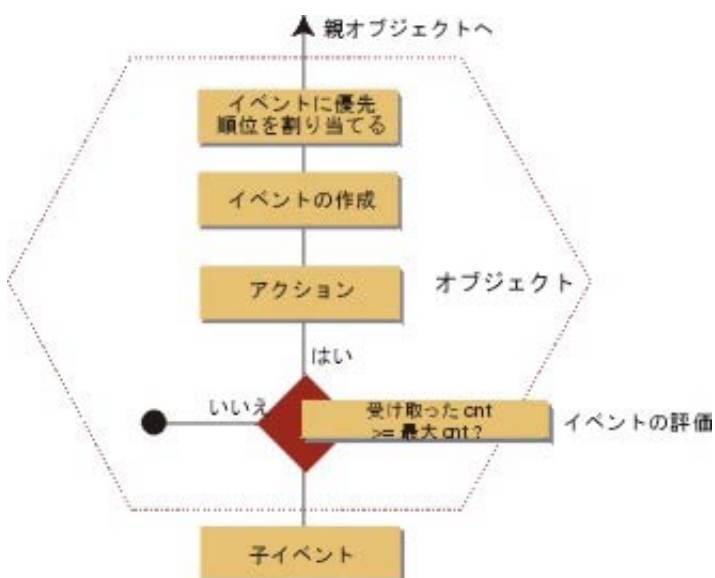 親オブジェクトへ
イベントに優先
順位を割り当てる
イベントの作成
アクション
オブジェクト
はい
いいえ
受け取った cnt
>= 最大 cnt ?
イベントの評価
子イベント